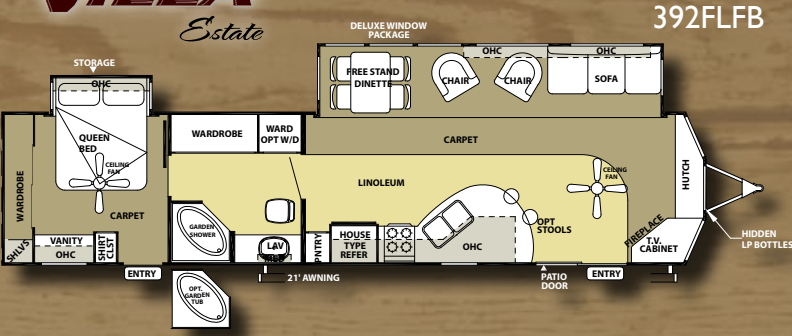 Estate
392FLFB
DELUXE WINDOW
PACKAGE
STORAGE
OHC
OHC
OHC
FREE STAND
DINETTE
CHAIR
CHAIR
SOFA
QUEEN
BED
CEILING
FAN
WARDROBE
WARD
OPT W/D
CARPET
WARDROBE
LINOLEUM
CEILING
FAN
HUTCH
CARPET
GARDEN
SHOWER
OPT
STOOLS
FIREPLACE
SHLVS
VANITY
OHC
SHRT
CLST
LAV
PNTRY
HOUSE
TYPE
REFER
OHC
T.V.
CABINET
HIDDEN
LP BOTTLES
ENTRY
21' AWNING
PATIO
DOOR
ENTRY
OPT.
GARDEN
TUB